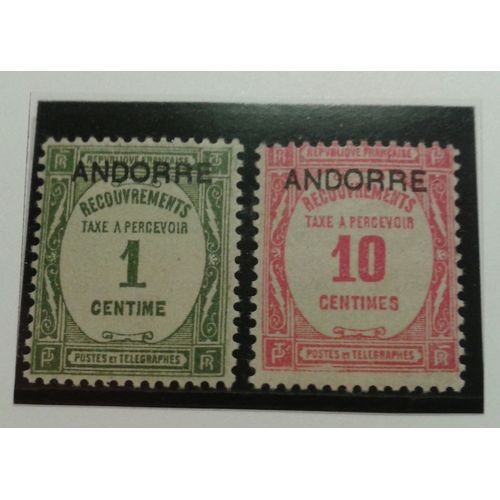 REPUBLIQUE FRANÇAISE
ANDORRE
RECOUVREMENTS
TAXE A PERCEVOIR
1
CENTIME
POSTES ET TELEGRAPHES
REPUBLIQUE FRANÇAISE
ANDORRE
RECOUVREMENTS
TAXE A PERCEVOIR
10
CENTIMES
POSTES ET TELEGRAPHES